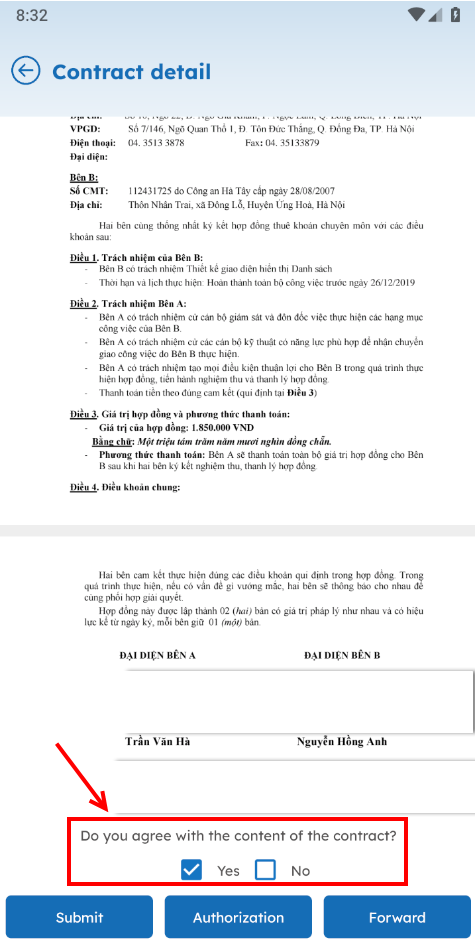 8:32
Contract detail
VPGD: Số 7/146, Ngõ Quan Thổ 1, Đ. Tôn Đức Thắng, Q. Đống Đa, TP Hà Nội
Điện thoại: 04. 3513 3878 Fax: 04. 35133879
Đại diện:
Bên B:
Số CMT: 112431725 do Công an Hà Tây cấp ngày 28/08/2007
Địa chỉ: Thôn Nhân Trai, xã Đông Lỗ, Huyện Ứng Hoà, Hà Nội
Hai bên cùng thống nhất ký kết hợp đồng thuê khoán chuyên môn với các điều
khoản sau:
Điều 1. Trách nhiệm của Bên B:
- Bên B có trách nhiệm Thiết kế giao diện hiển thị Danh sách
- Thời hạn và lịch thực hiện: Hoàn thành toàn bộ công việc trước ngày 26/12/2019
Điều 2. Trách nhiệm Bên A:
- Bên A có trách nhiệm cử cán bộ giám sát và đôn đốc việc thực hiện các hạng mục
công việc của Bên B.
- Bên A có trách nhiệm cử các cán bộ kỹ thuật có năng lực phù hợp để nhận chuyển
giao công việc do Bên B thực hiện.
- Bên A có trách nhiệm tạo mọi điều kiện thuận lợi cho Bên B trong quá trình thực
hiện hợp đồng, tiến hành nghiệm thu và thanh lý hợp đồng.
- Thanh toán tiền theo đúng cam kết (qui định tại Điều 3)
Điều 3. Giá trị hợp đồng và phương thức thanh toán:
- Giá trị của hợp đồng: 1.850.000 VND
Bằng chữ: Một triệu tám trăm năm mươi nghìn đồng chẵn.
- Phương thức thanh toán: Bên A sẽ thanh toán toàn bộ giá trị hợp đồng cho Bên
B sau khi hai bên ký kết nghiệm thu, thanh lý hợp đồng.
Điều 4. Điều khoản chung:
Hai bên cam kết thực hiện đúng các điều khoản qui định trong hợp đồng. Trong
quá trình thực hiện, nếu có vấn đề gì vướng mắc, hai bên sẽ thông báo cho nhau để
cùng phối hợp giải quyết.
Hợp đồng này được lập thành 02 (hai) bản có giá trị pháp lý như nhau và có hiệu
lực kể từ ngày ký, mỗi bên giữ 01 (một) bản.
ĐẠI DIỆN BÊN A ĐẠI DIỆN BÊN B
Trần Văn Hà Nguyễn Hồng Anh
Do you agree with the content of the contract?
Yes No
Submit Authorization Forward